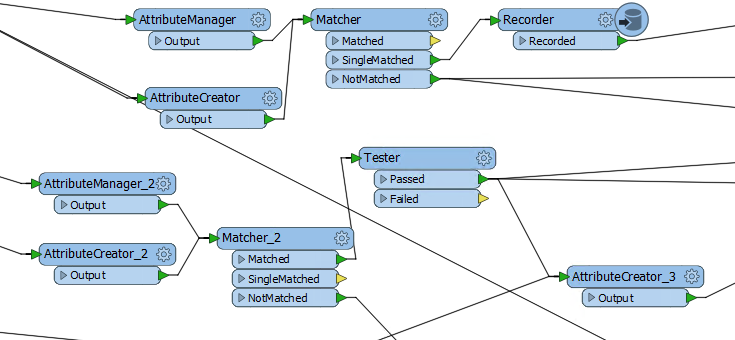 AttributeManager
Output
Matcher
Matched
SingleMatched
NotMatched
Recorder
Recorded
AttributeCreator
Output
Tester
Passed
Failed
AttributeManager_2
Output
AttributeCreator_2
Output
Matcher_2
Matched
SingleMatched
NotMatched
AttributeCreator_3
Output